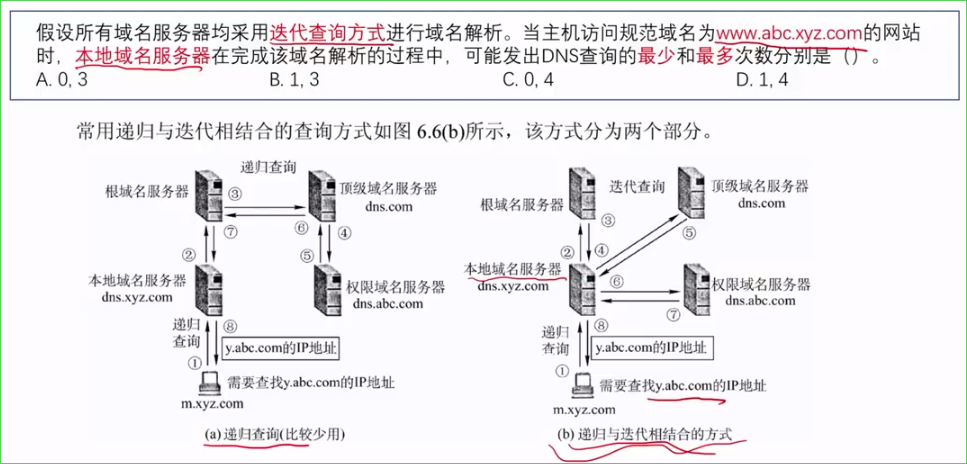 假设所有域名服务器均采用迭代查询方式进行域名解析。当主机访问规范域名为www.abc.xyz.com的网站
时，本地域名服务器在完成该域名解析的过程中，可能发出DNS查询的最少和最多次数分别是（）。
A. 0, 3 B. 1, 3 C. 0, 4 D. 1, 4
常用递归与迭代相结合的查询方式如图 6.6(b)所示，该方式分为两个部分。
递归查询
根域名服务器
③
顶级域名服务器
dns.com
⑦
⑥
④
②
⑤
本地域名服务器
dns.xyz.com
权限域名服务器
dns.abc.com
递归
查询
⑧
y.abc.com的IP地址
①
需要查找y.abc.com的IP地址
m.xyz.com
(a) 递归查询(比较少用)
迭代查询
顶级域名服务器
dns.com
根域名服务器
③
②
④
⑤
本地域名服务器
dns.xyz.com
⑥
权限域名服务器
dns.abc.com
⑦
递归
查询
⑧
y.abc.com的IP地址
①
需要查找y.abc.com的IP地址
m.xyz.com
(b) 递归与迭代相结合的方式